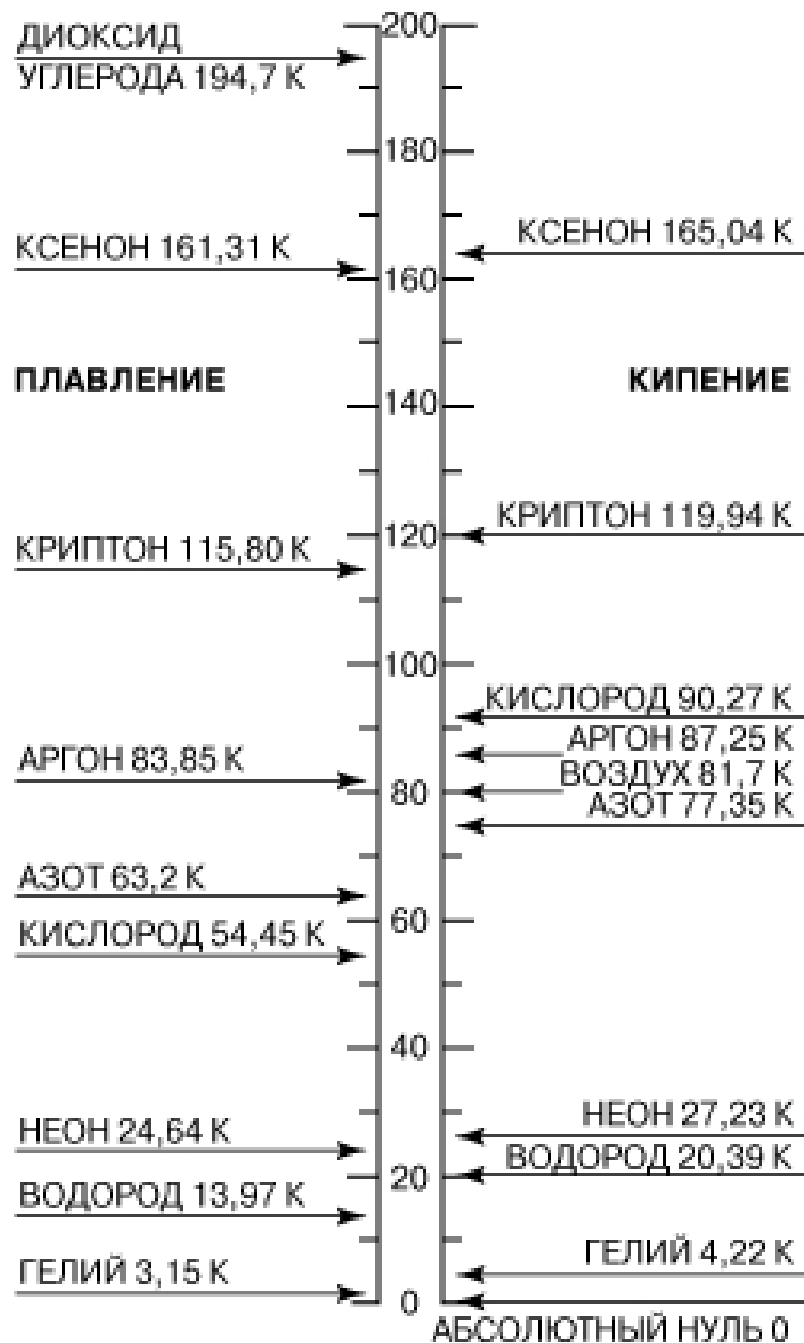 ДИОКСИД
УГЛЕРОДА 194,7 К
КСЕНОН 161,31 К
ПЛАВЛЕНИЕ
КРИПТОН 115,80 К
АРГОН 83,85 К
АЗОТ 63,2 К
КИСЛОРОД 54,45 К
НЕОН 24,64 К
ВОДОРОД 13,97 К
ГЕЛИЙ 3,15 К
200
180
160
140
120
100
80
60
40
20
0
КСЕНОН 165,04 К
КИПЕНИЕ
КРИПТОН 119,94 К
КИСЛОРОД 90,27 К
АРГОН 87,25 К
ВОЗДУХ 81,7 К
АЗОТ 77,35 К
НЕОН 27,23 К
ВОДОРОД 20,39 К
ГЕЛИЙ 4,22 К
АБСОЛЮТНЫЙ НУЛЬ 0